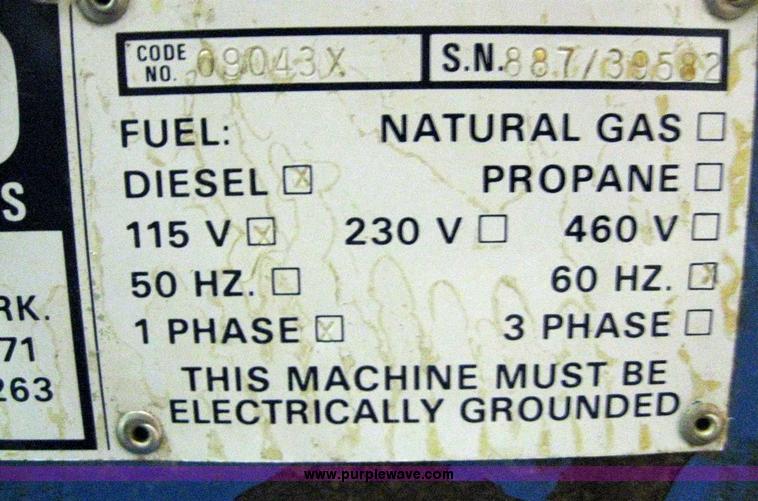 CODE NO. 09043X S.N. 887/39582
FUEL: NATURAL GAS ☐
DIESEL ☒ PROPANE ☐
115 V ☒ 230 V ☐ 460 V ☐
50 HZ. ☐ 60 HZ. ☒
1 PHASE ☒ 3 PHASE ☐
THIS MACHINE MUST BE
ELECTRICALLY GROUNDED
S
RK.
71
263
www.purplewave.com